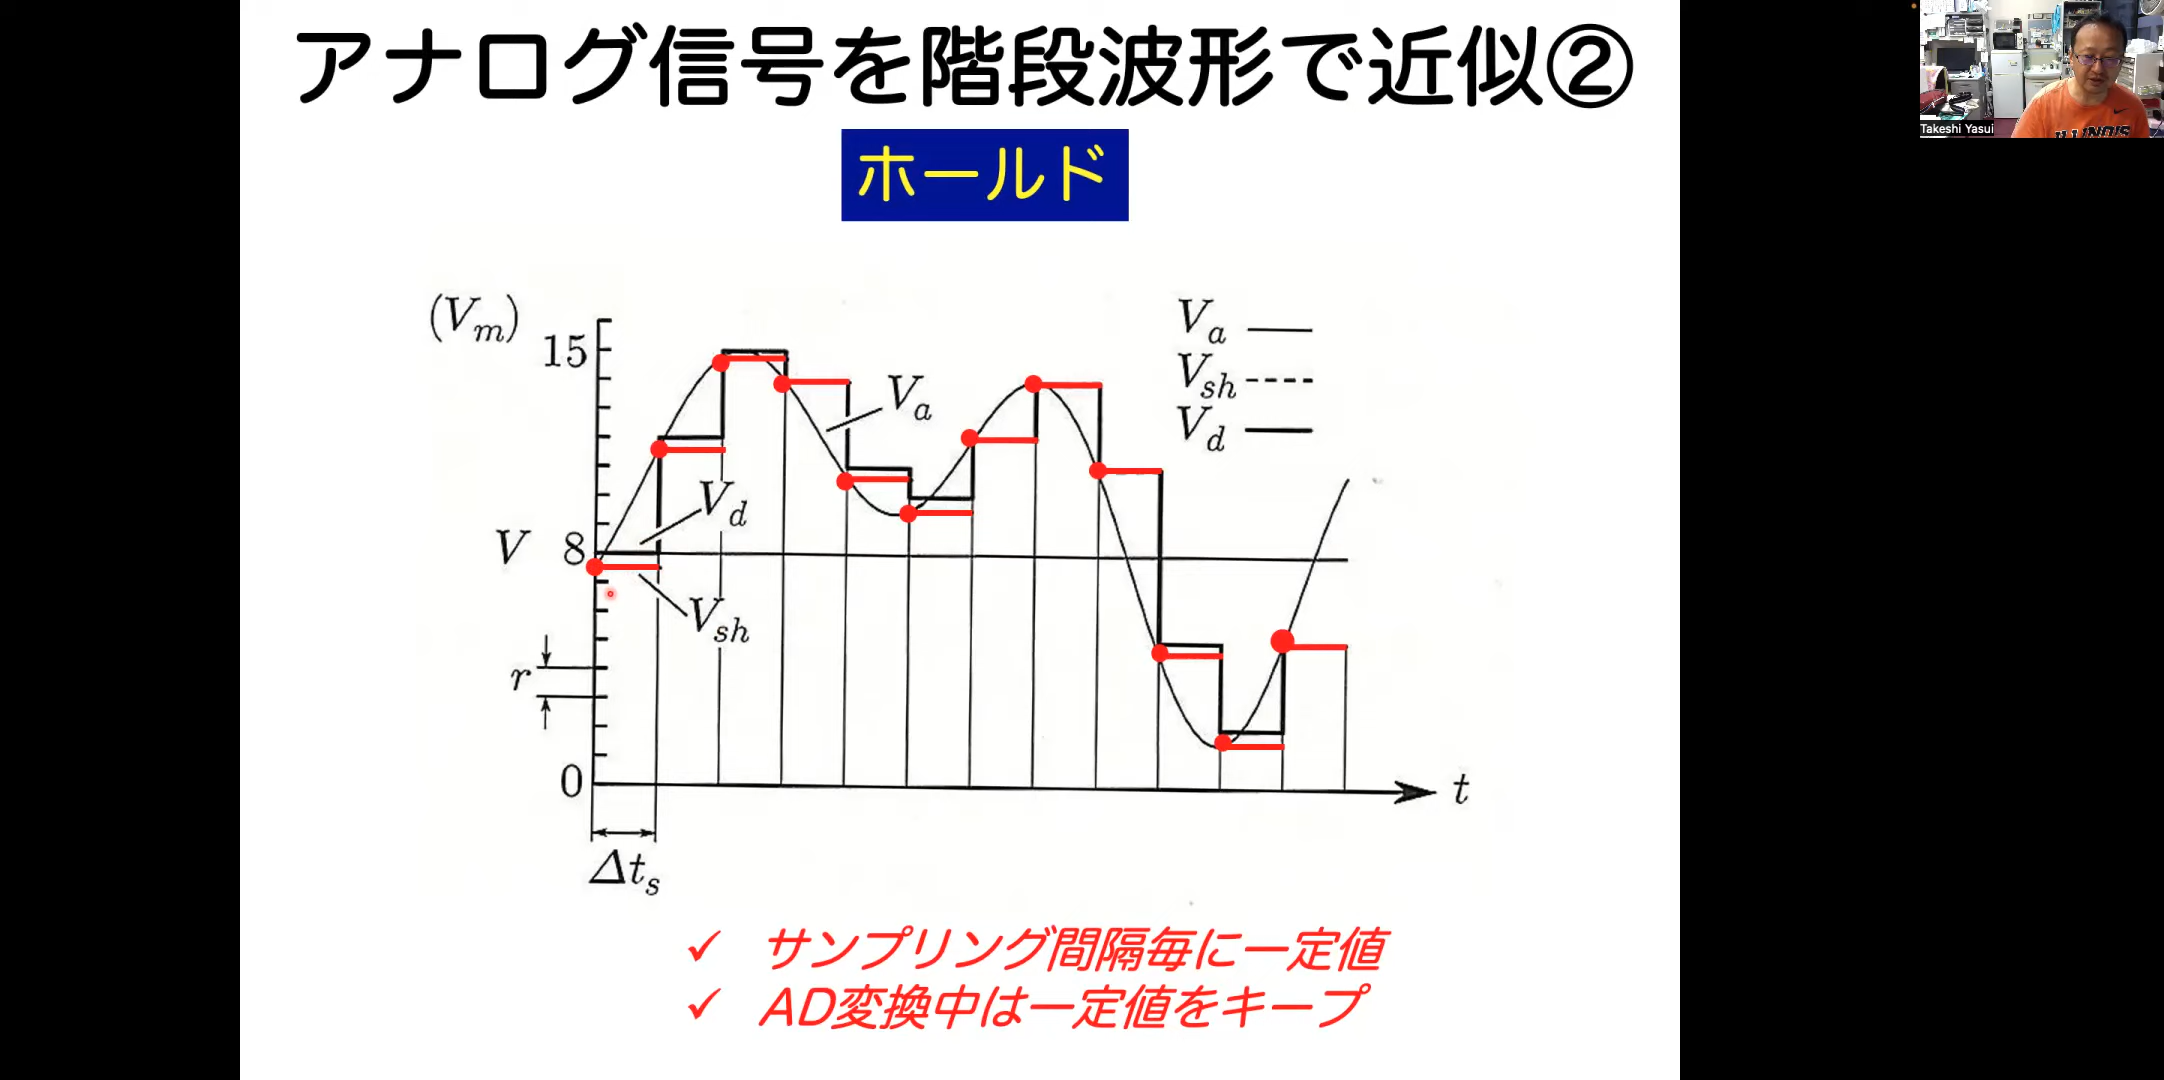 アナログ信号を階段波形で近似②
ホールド
(Vm)
15
Va
Vsh
Vd
Va
Vd
V 8
Vsh
r
0
t
Δts
✓ サンプリング間隔毎に一定値
✓ AD変換中は一定値をキープ
Takeshi Yasui
ILLINOIS